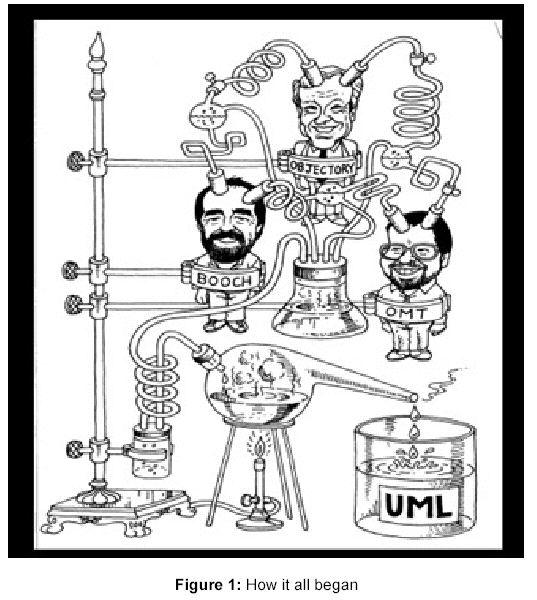 OBJECTORY
BOOCH
OMT
UML
Figure 1: How it all began